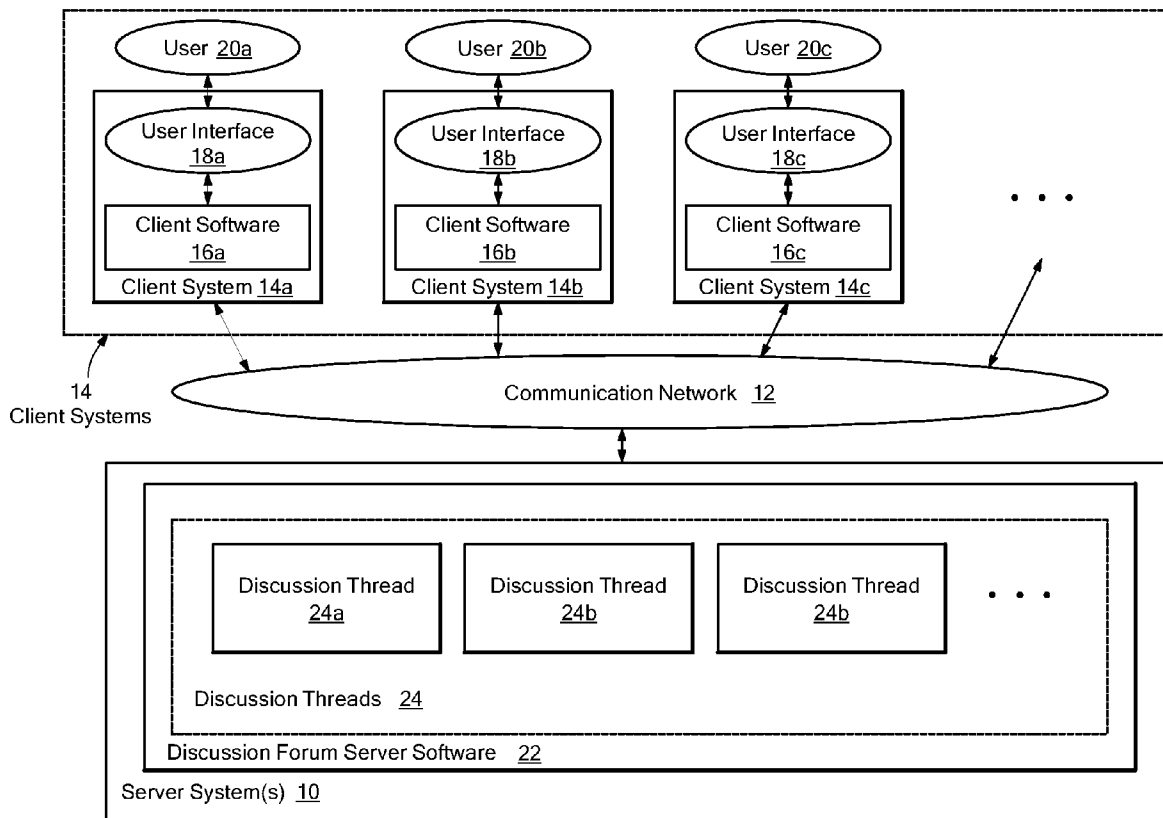 User 20a
User 20b
User 20c
User Interface
18a
User Interface
18b
User Interface
18c
Client Software
16a
Client Software
16b
Client Software
16c
Client System 14a
Client System 14b
Client System 14c
14
Client Systems
Communication Network 12
Discussion Thread
24a
Discussion Thread
24b
Discussion Thread
24b
Discussion Threads 24
Discussion Forum Server Software 22
Server System(s) 10